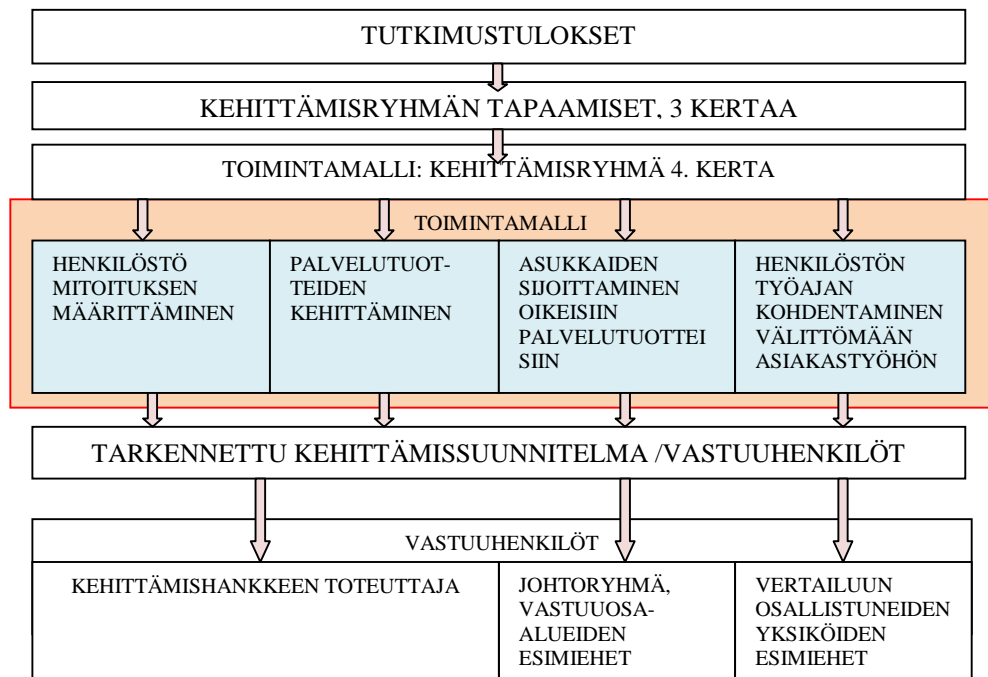 TUTKIMUSTULOKSET
KEHITTÄMISRYHMÄN TAPAAMISET, 3 KERTAA
TOIMINTAMALLI: KEHITTÄMISRYHMÄ 4. KERTA
TOIMINTAMALLI
HENKILÖSTÖ
MITOITUKSEN
MÄÄRITTÄMINEN
PALVELUTUOT-
TEIDEN
KEHITTÄMINEN
ASUKKAIDEN
SIJOITTAMINEN
OIKEISIIN
PALVELUTUOTTEI
SIIN
HENKILÖSTÖN
TYÖAJAN
KOHDENTAMINEN
VÄLITTÖMÄÄN
ASIAKASTYÖHÖN
TARKENNETTU KEHITTÄMISSUUNNITELMA /VASTUUHENKILÖT
VASTUUHENKILÖT
KEHITTÄMISHANKKEEN TOTEUTTAJA
JOHTORYHMÄ,
VASTUUOSA-
ALUEIDEN
ESIMIEHET
VERTAILUUN
OSALLISTUNEIDEN
YKSIKÖIDEN
ESIMIEHET